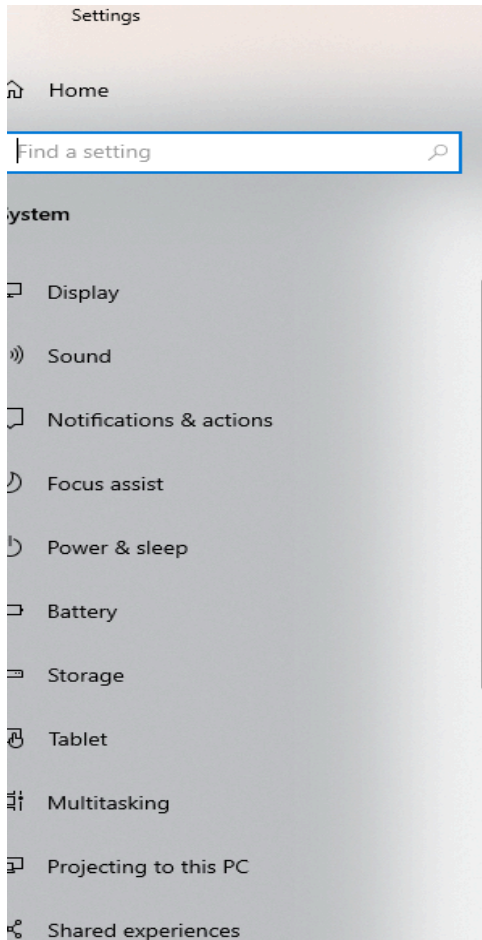 Settings
Home
Find a setting
System
Display
Sound
Notifications & actions
Focus assist
Power & sleep
Battery
Storage
Tablet
Multitasking
Projecting to this PC
Shared experiences